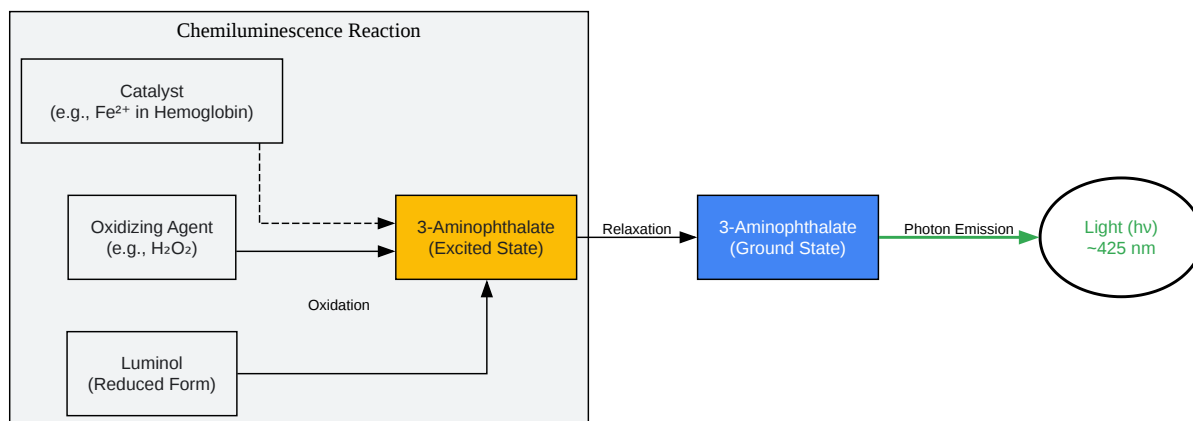 Chemiluminescence Reaction
Catalyst
(e.g., Fe²⁺ in Hemoglobin)
Oxidizing Agent
(e.g., H₂O₂)
3-Aminophthalate
(Excited State)
Relaxation
3-Aminophthalate
(Ground State)
Photon Emission
Light (hν)
~425 nm
Oxidation
Luminol
(Reduced Form)